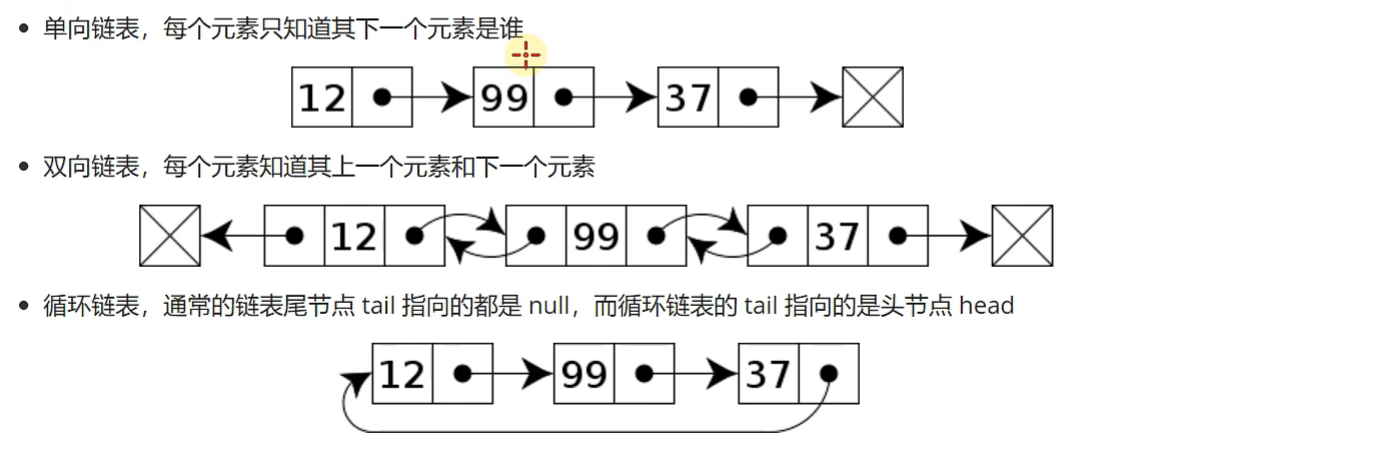 单向链表，每个元素只知道其下一个元素是谁
12 99 37
双向链表，每个元素知道其上一个元素和下一个元素
12 99 37
循环链表，通常的链表尾节点 tail 指向的都是 null，而循环链表的 tail 指向的是头节点 head
12 99 37